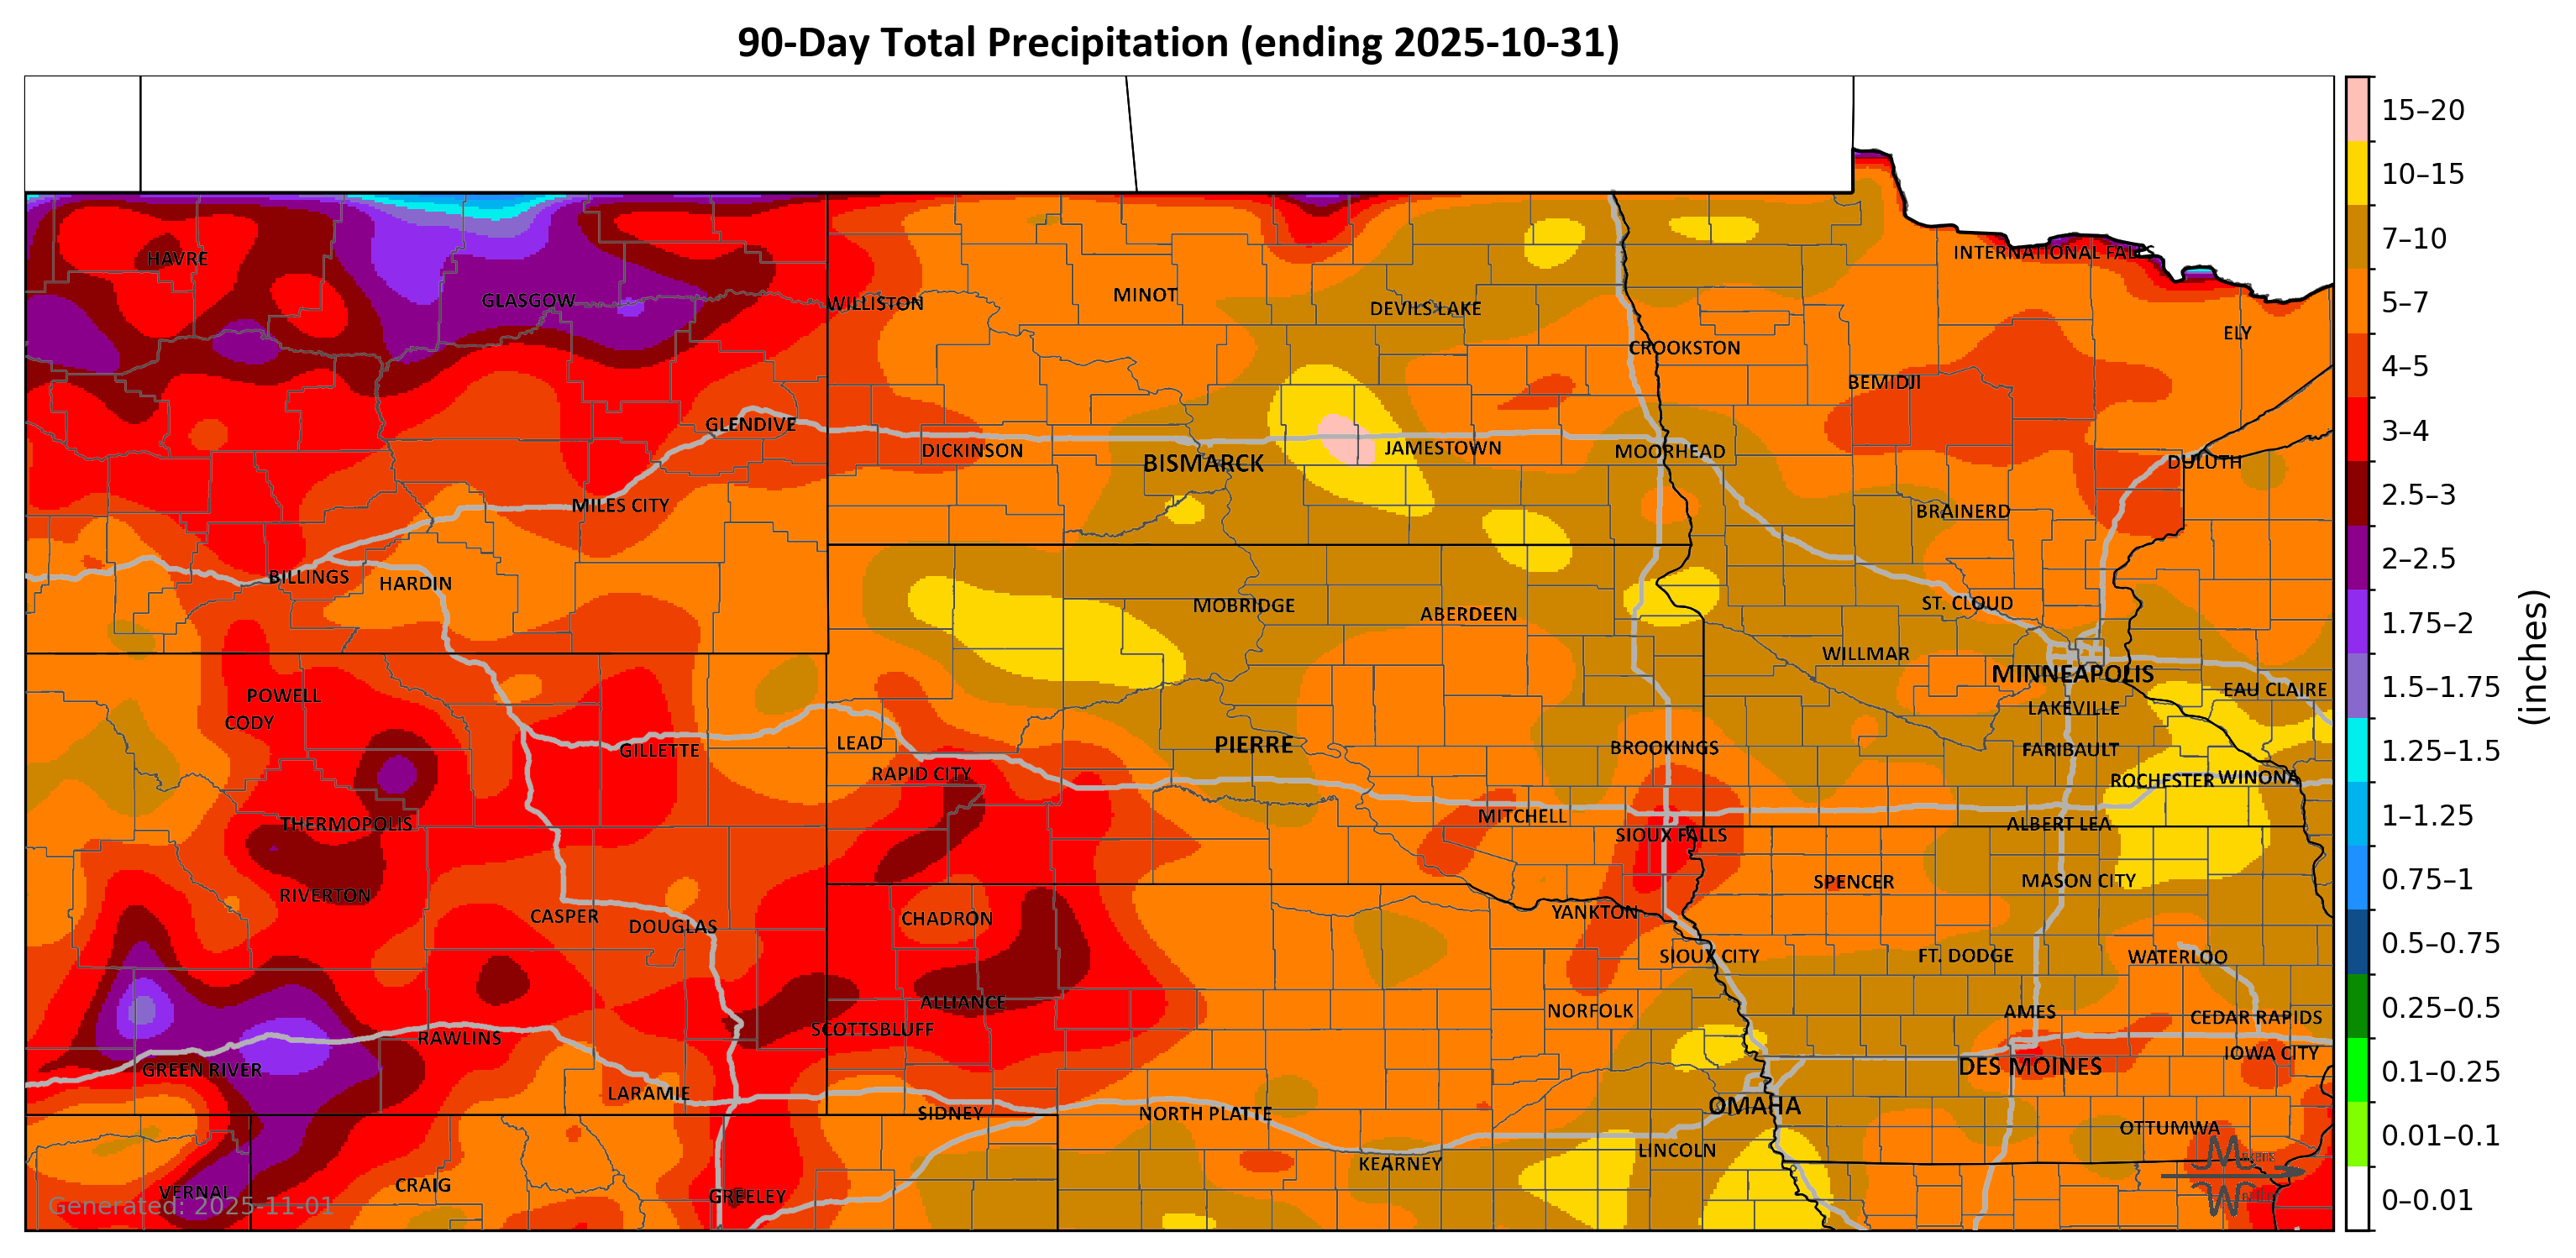 90-Day Total Precipitation (ending 2025-10-31)
15–20
10–15
7–10
5–7
4–5
3–4
2.5–3
2–2.5
1.75–2
1.5–1.75
1.25–1.5
1–1.25
0.75–1
0.5–0.75
0.25–0.5
0.1–0.25
0.01–0.1
0–0.01
(inches)
INTERNATIONAL FALLS
HAVRE
GLASGOW
WILLISTON
MINOT
DEVILS LAKE
ELY
CROOKSTON
BEMIDJI
GLENDIVE
DICKINSON
BISMARCK
JAMESTOWN
MOORHEAD
DULUTH
MILES CITY
BRAINERD
BILLINGS
HARDIN
MOBRIDGE
ABERDEEN
ST. CLOUD
WILLMAR
MINNEAPOLIS
POWELL
EAU CLAIRE
CODY
LAKEVILLE
GILLETTE
LEAD
PIERRE
BROOKINGS
FARIBAULT
RAPID CITY
ROCHESTER
WINONA
THERMOPOLIS
MITCHELL
ALBERT LEA
SIOUX FALLS
RIVERTON
SPENCER
MASON CITY
CASPER
DOUGLAS
CHADRON
YANKTON
SIOUX CITY
FT. DODGE
WATERLOO
ALLIANCE
NORFOLK
AMES
CEDAR RAPIDS
SCOTTSBLUFF
RAWLINS
IOWA CITY
GREEN RIVER
DES MOINES
LARAMIE
SIDNEY
NORTH PLATTE
OMAHA
OTTUMWA
LINCOLN
KEARNEY
VERNAL
CRAIG
GREELEY
Generated: 2025-11-01